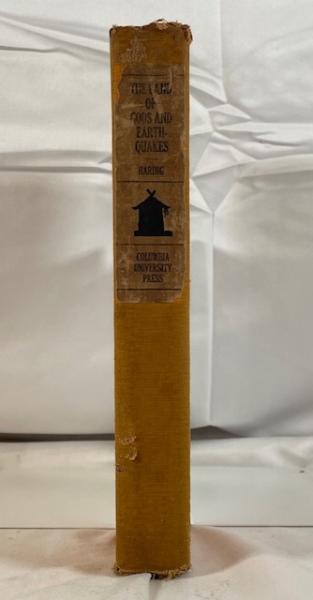 THE LAND
OF
GODS AND
EARTH-
QUAKES
HARING
COLUMBIA
UNIVERSITY
PRESS